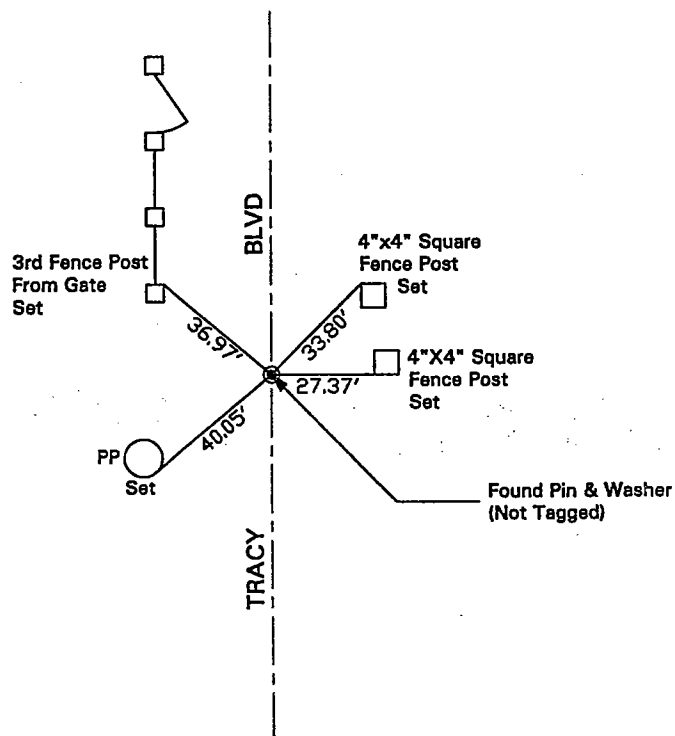 BLVD
3rd Fence Post
From Gate
Set
4"x4" Square
Fence Post
Set
36.97'
33.80'
4"X4" Square
Fence Post
Set
27.37'
40.05'
PP
Set
Found Pin & Washer
(Not Tagged)
TRACY